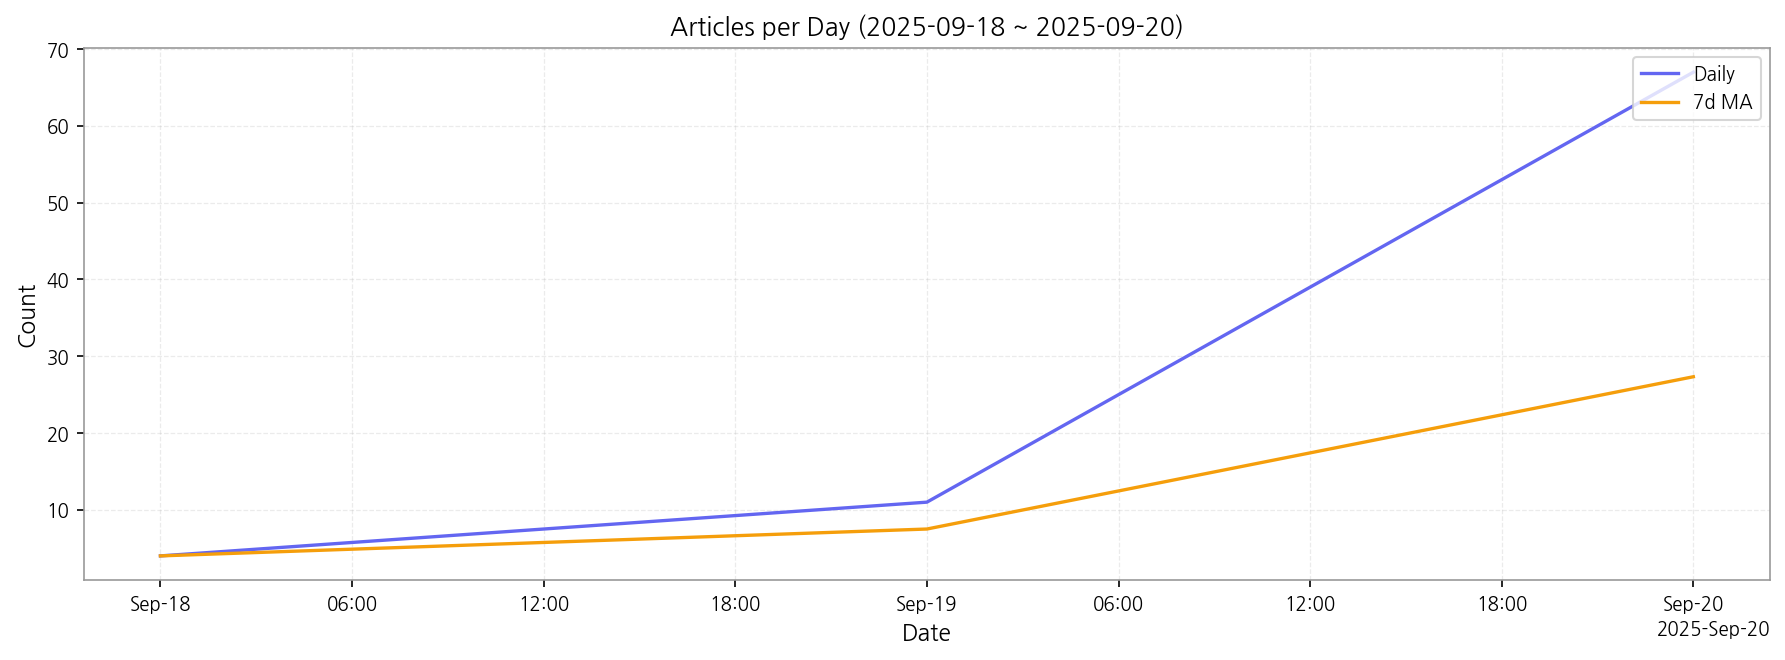 Articles per Day (2025-09-18 ~ 2025-09-20)
Daily
7d MA
Count
70
60
50
40
30
20
10
Sep-18 06:00 12:00 18:00 Sep-19 06:00 12:00 18:00 Sep-20
2025-Sep-20
Date